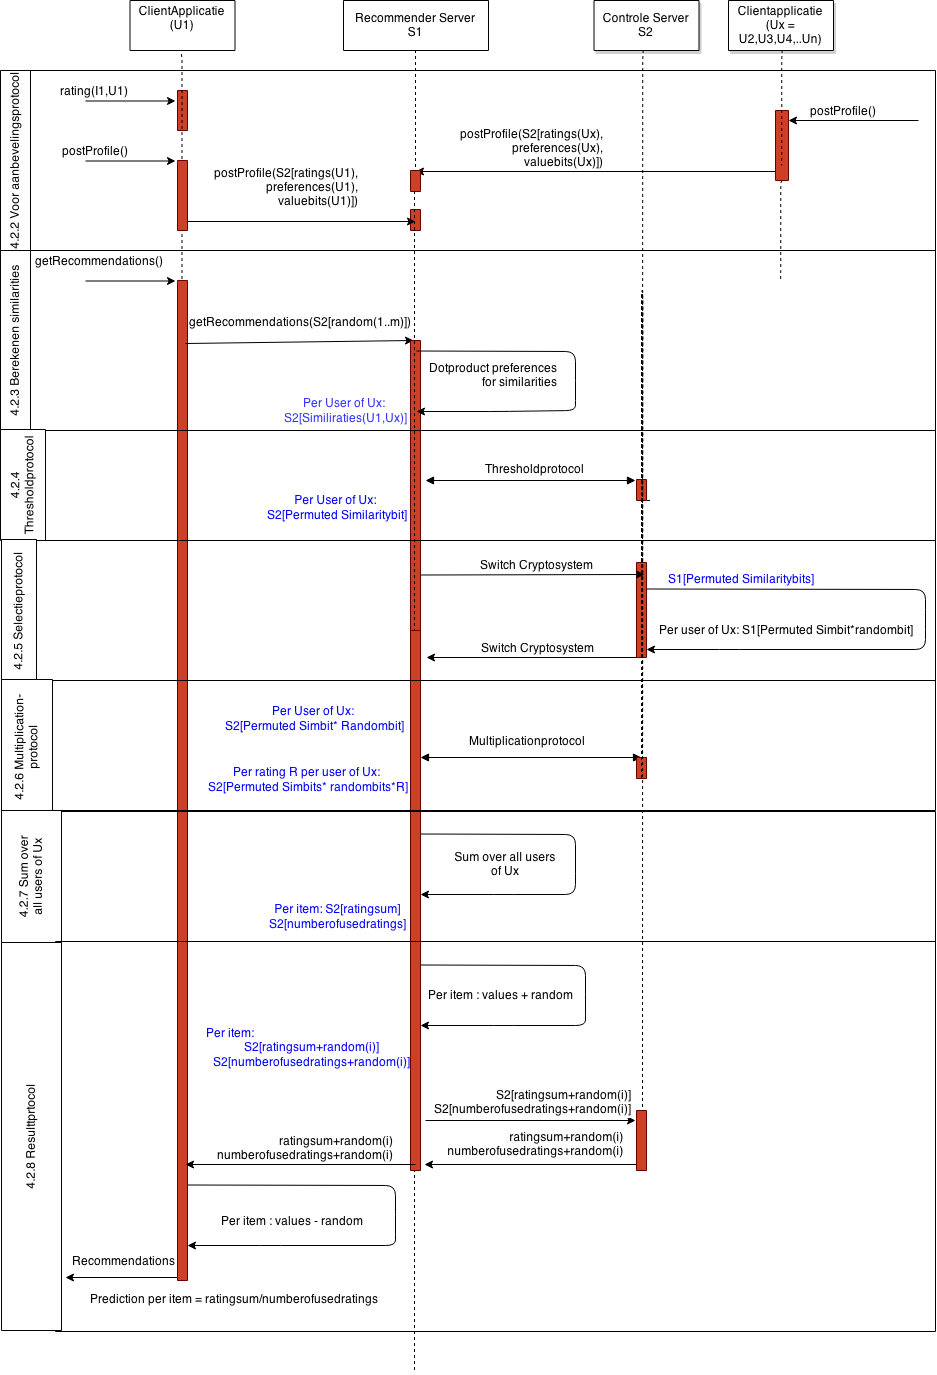 ClientApplicatie
(U1)
Recommender Server
S1
Controle Server
S2
Clientapplicatie
(Ux =
U2,U3,U4,..Un)
4.2.2 Voor aanbevelingsprotocol
rating(I1,U1)
postProfile()
postProfile(S2[ratings(Ux),
preferences(Ux),
valuebits(Ux)])
postProfile()
postProfile(S2[ratings(U1),
preferences(U1),
valuebits(U1)])
4.2.3 Berekenen similarities
getRecommendations()
getRecommendations(S2[random(1..m)])
Dotproduct preferences
for similarities
Per User of Ux:
S2[Similiraties(U1,Ux)]
4.2.4
Thresholdprotocol
Thresholdprotocol
Per User of Ux:
S2[Permuted Similaritybit]
4.2.5 Selectieprotocol
Switch Cryptosystem
S1[Permuted Similaritybits]
Per user of Ux: S1[Permuted Simbit*randombit]
Switch Cryptosystem
4.2.6 Multiplication-
protocol
Per User of Ux:
S2[Permuted Simbit* Randombit]
Multiplicationprotocol
Per rating R per user of Ux:
S2[Permuted Simbits* randombits*R]
4.2.7 Sum over
all users of Ux
Sum over all users
of Ux
Per item: S2[ratingsum]
S2[numberofusedratings]
4.2.8 Resulttprtocol
Per item : values + random
Per item:
S2[ratingsum+random(i)]
S2[numberofusedratings+random(i)]
S2[ratingsum+random(i)]
S2[numberofusedratings+random(i)]
ratingsum+random(i)
numberofusedratings+random(i)
ratingsum+random(i)
numberofusedratings+random(i)
Per item : values - random
Recommendations
Prediction per item = ratingsum/numberofusedratings